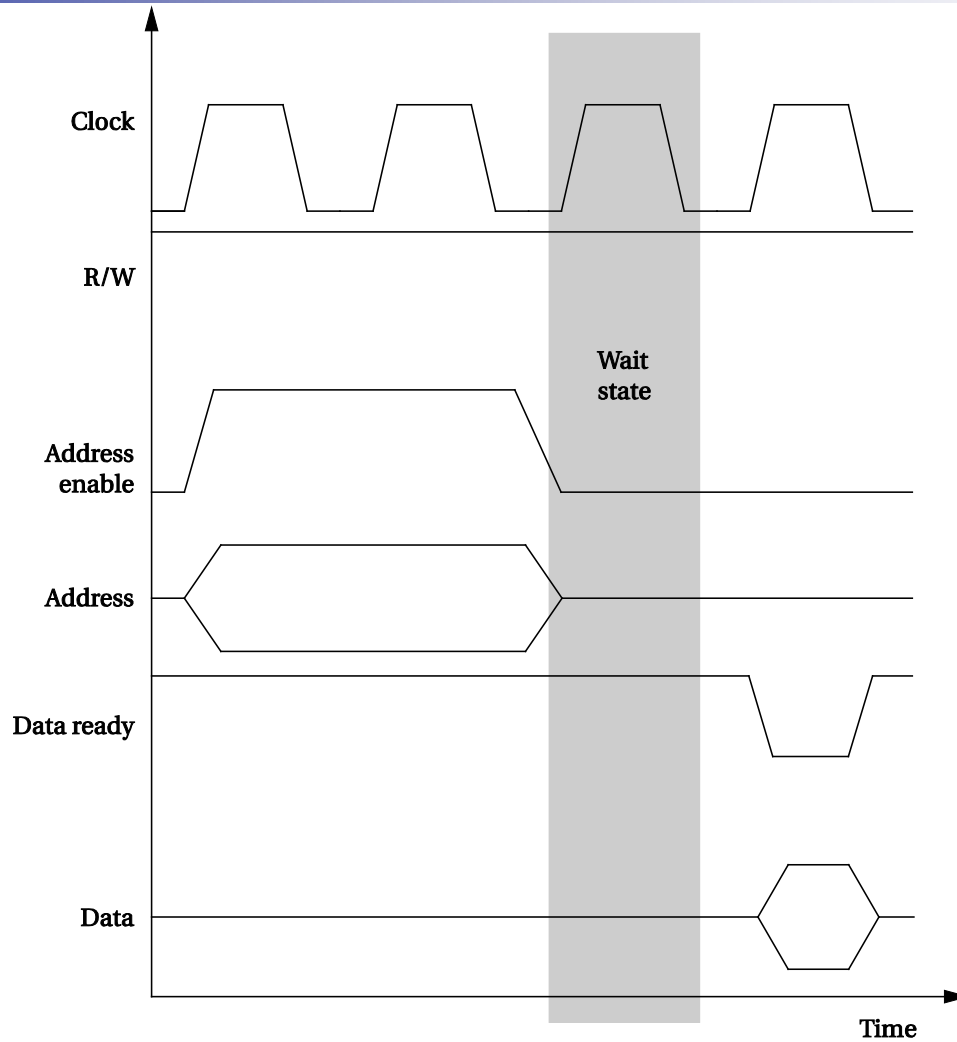 Clock
R/W
Wait
state
Address
enable
Address
Data ready
Data
Time